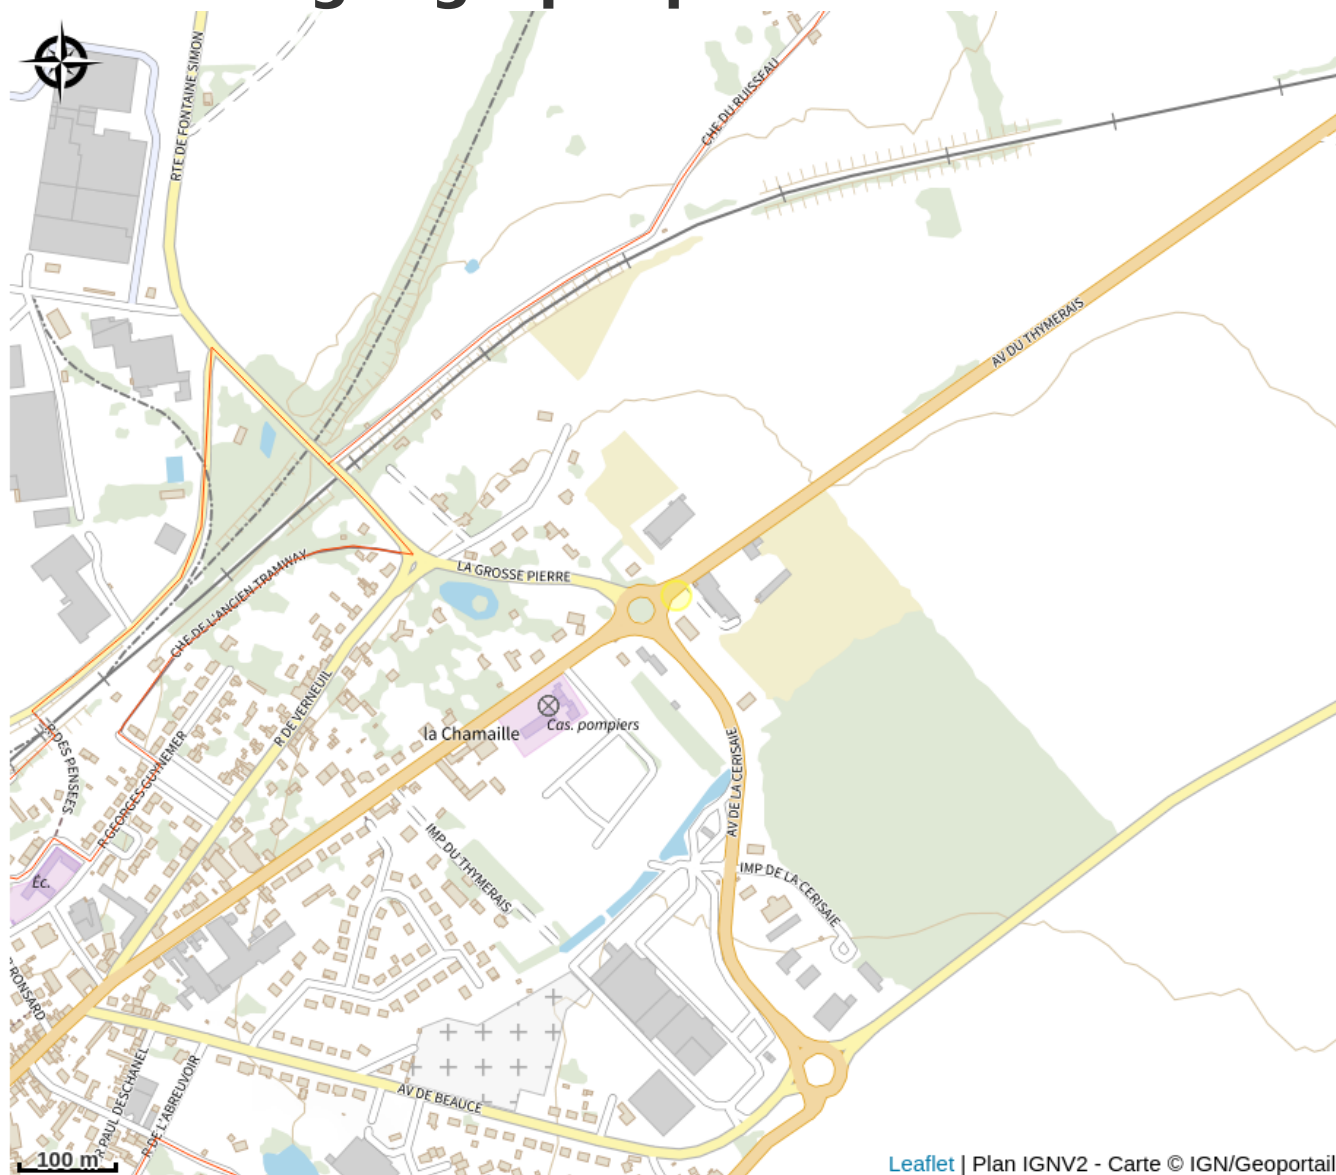 RTE DE FONTAINE SIMON
CHE DU RUISSEAU
AV DU THYMERAIS
LA GROSSE PIERRE
CHE DE L'ANCIEN TRAMWAY
R DE VERNEUIL
la Chamaille
Cas. pompiers
R DES PENSÉES
R GEORGES GUYNEMER
AV DE LA CERISAIE
IMP DU THYMERAIS
IMP DE LA CERISAIE
Éc.
RONSARD
R PAUL DESCHANEL
R DE L'ABREUVOIR
AV DE BEAUCE
100 m
Leaflet | Plan IGNV2 - Carte © IGN/Geoportail